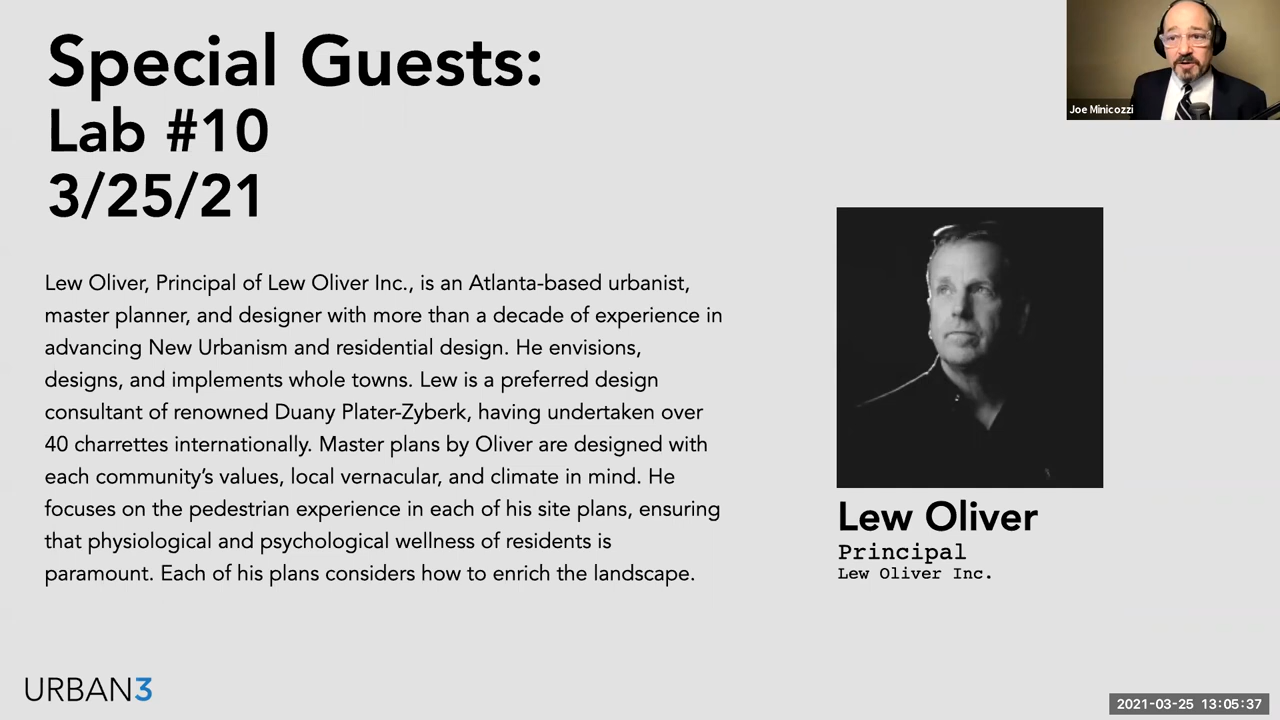 Special Guests:
Lab #10
3/25/21
Joe Minicozzi
Lew Oliver, Principal of Lew Oliver Inc., is an Atlanta-based urbanist,
master planner, and designer with more than a decade of experience in
advancing New Urbanism and residential design. He envisions,
designs, and implements whole towns. Lew is a preferred design
consultant of renowned Duany Plater-Zyberk, having undertaken over
40 charrettes internationally. Master plans by Oliver are designed with
each community’s values, local vernacular, and climate in mind. He
focuses on the pedestrian experience in each of his site plans, ensuring
that physiological and psychological wellness of residents is
paramount. Each of his plans considers how to enrich the landscape.
Lew Oliver
Principal
Lew Oliver Inc.
URBAN3
2021-03-25 13:05:37